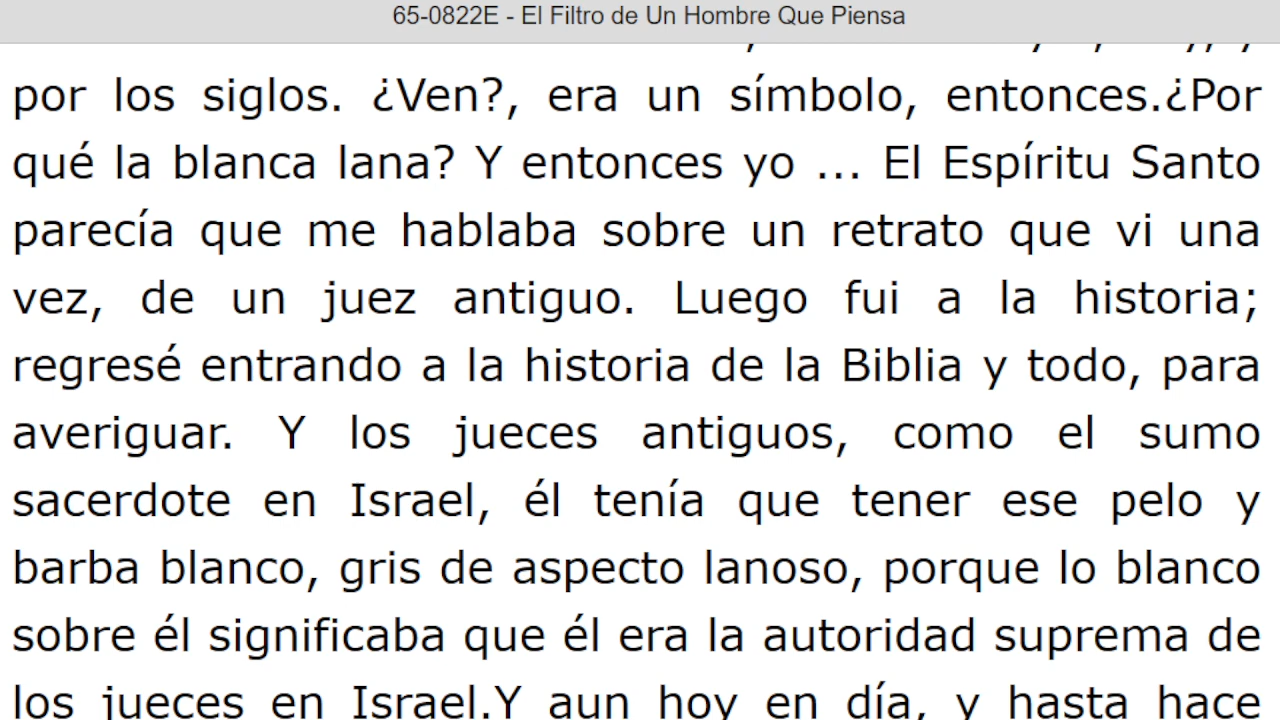 65-0822E - El Filtro de Un Hombre Que Piensa
por los siglos. ¿Ven?, era un símbolo, entonces.¿Por
qué la blanca lana? Y entonces yo ... El Espíritu Santo
parecía que me hablaba sobre un retrato que vi una
vez, de un juez antiguo. Luego fui a la historia;
regresé entrando a la historia de la Biblia y todo, para
averiguar. Y los jueces antiguos, como el sumo
sacerdote en Israel, él tenía que tener ese pelo y
barba blanco, gris de aspecto lanoso, porque lo blanco
sobre él significaba que él era la autoridad suprema de
los jueces en Israel.Y aun hoy en día, y hasta hace